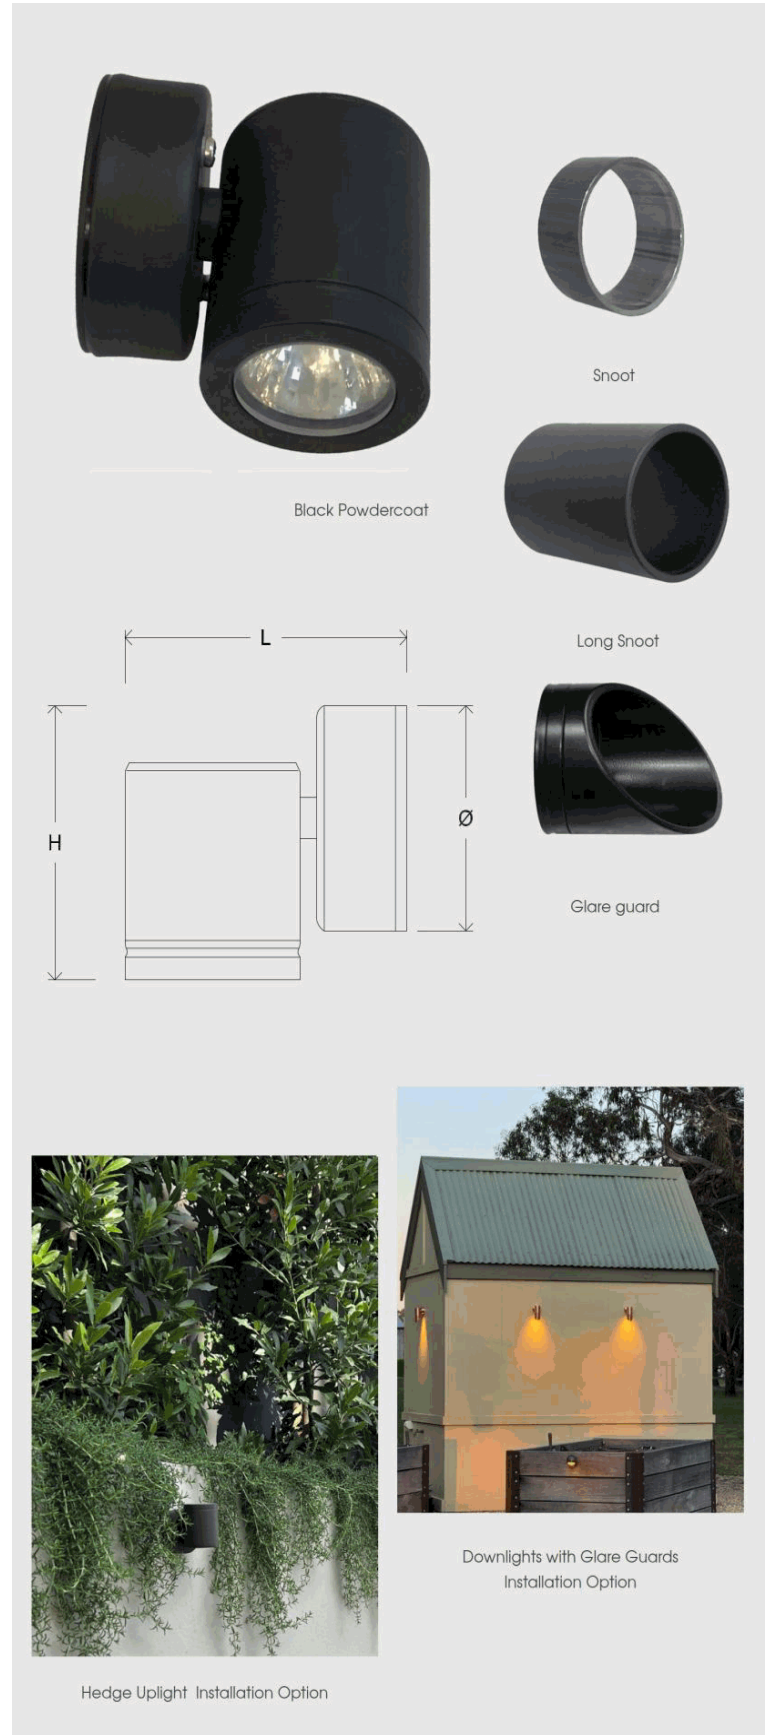 Snoot
Black Powdercoat
L
Long Snoot
H
Ø
Glare guard
Downlights with Glare Guards
Installation Option
Hedge Uplight Installation Option